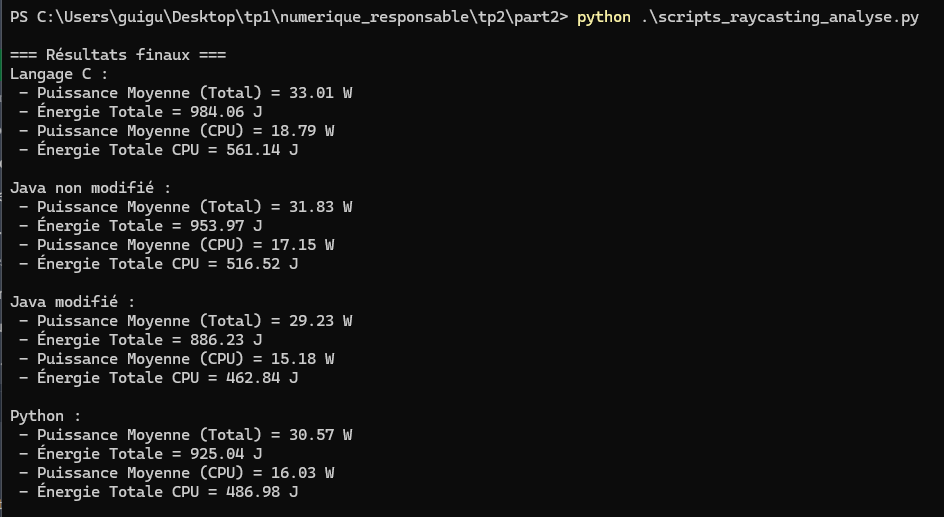 PS C:\Users\guigu\Desktop\tp1\numerique_responsable\tp2\part2> python .\scripts_raycasting_analyse.py
=== Résultats finaux ===
Langage C :
 - Puissance Moyenne (Total) = 33.01 W
 - Énergie Totale = 984.06 J
 - Puissance Moyenne (CPU) = 18.79 W
 - Énergie Totale CPU = 561.14 J
Java non modifié :
 - Puissance Moyenne (Total) = 31.83 W
 - Énergie Totale = 953.97 J
 - Puissance Moyenne (CPU) = 17.15 W
 - Énergie Totale CPU = 516.52 J
Java modifié :
 - Puissance Moyenne (Total) = 29.23 W
 - Énergie Totale = 886.23 J
 - Puissance Moyenne (CPU) = 15.18 W
 - Énergie Totale CPU = 462.84 J
Python :
 - Puissance Moyenne (Total) = 30.57 W
 - Énergie Totale = 925.04 J
 - Puissance Moyenne (CPU) = 16.03 W
 - Énergie Totale CPU = 486.98 J